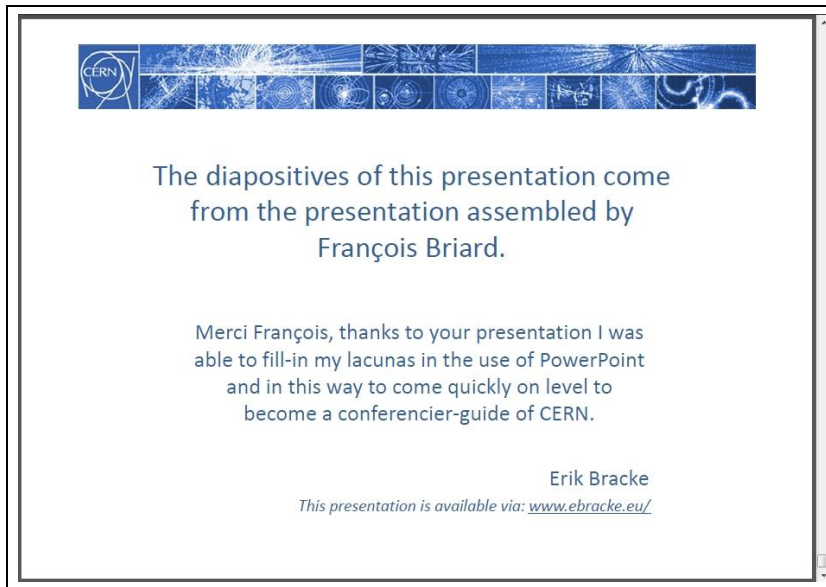 CERN
The diapositives of this presentation come
from the presentation assembled by
François Briard.
Merci François, thanks to your presentation I was
able to fill-in my lacunas in the use of PowerPoint
and in this way to come quickly on level to
become a conferencier-guide of CERN.
Erik Bracke
This presentation is available via: www.ebracke.eu/